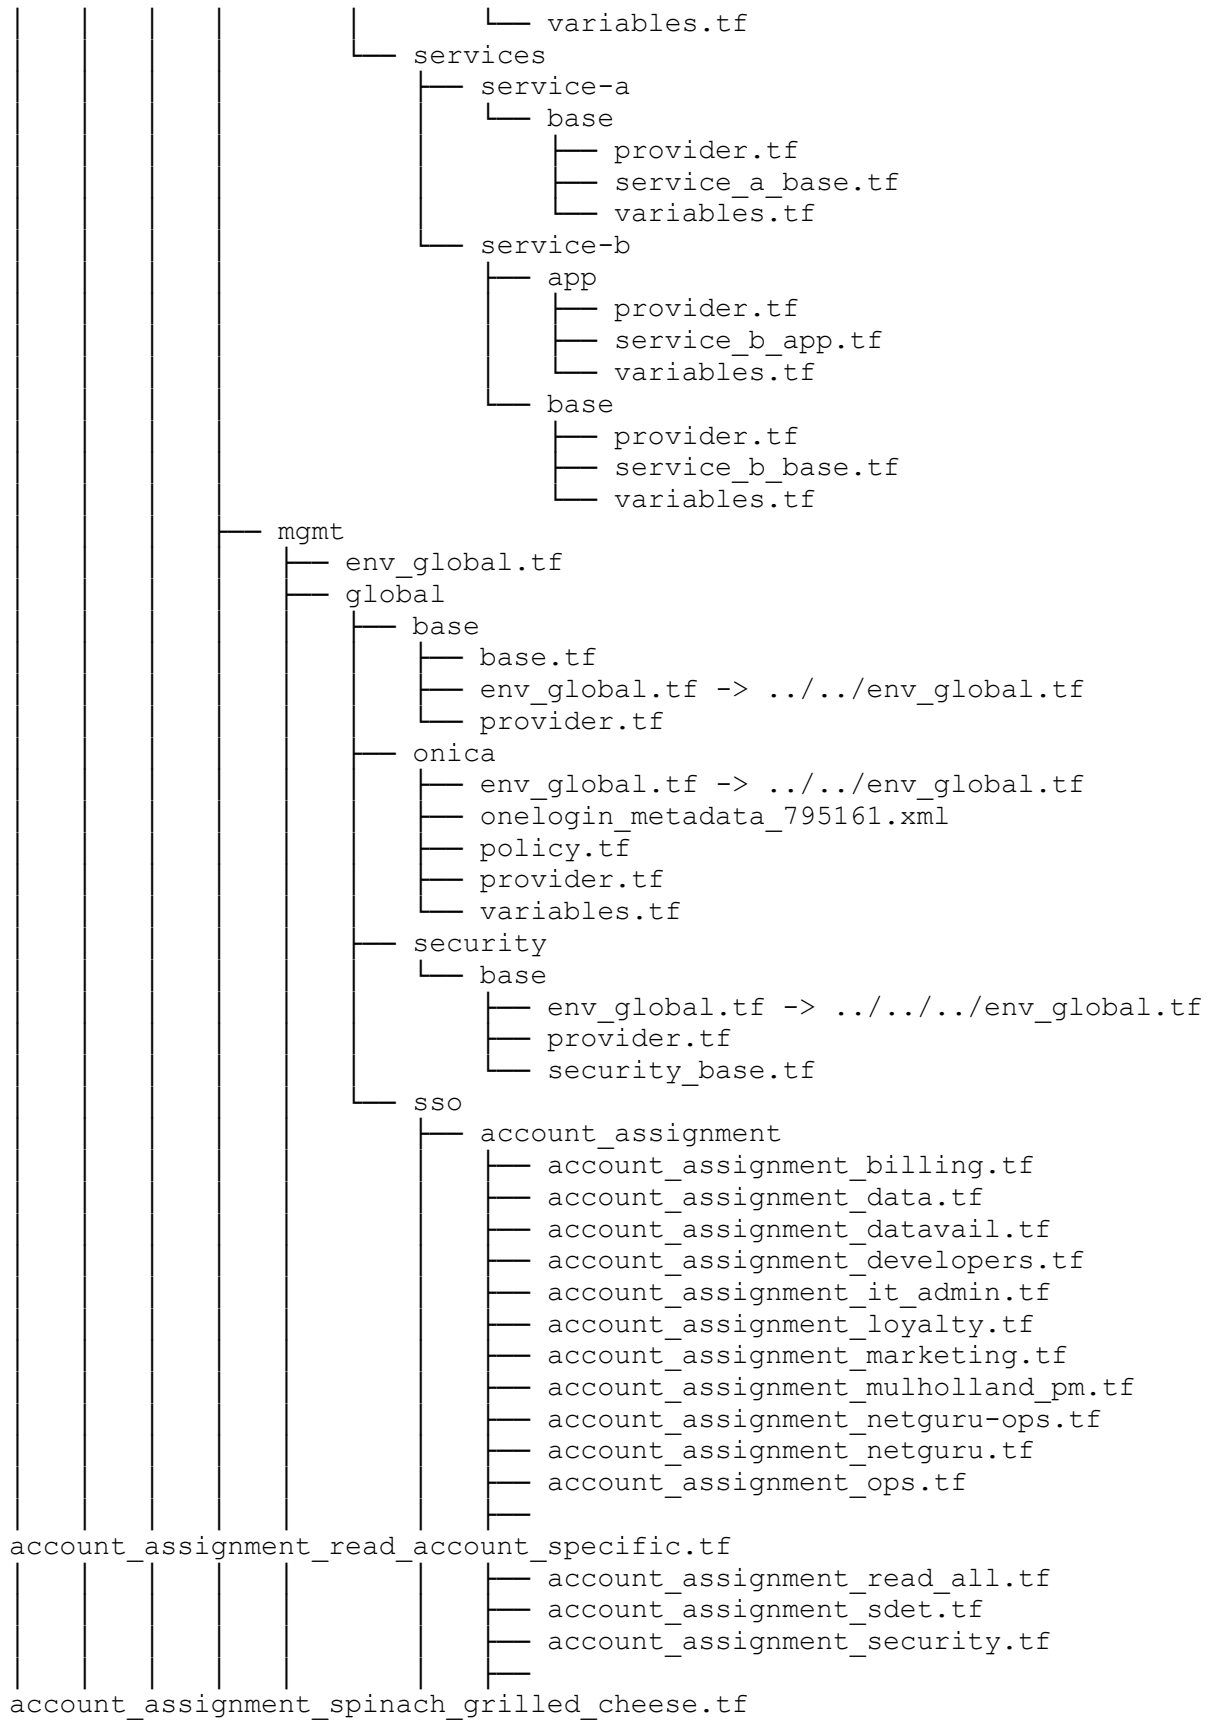 │   │   │   │       │       └── variables.tf
│   │   │   │       └── services
│   │   │   │           ├── service-a
│   │   │   │           │   └── base
│   │   │   │           │       ├── provider.tf
│   │   │   │           │       ├── service_a_base.tf
│   │   │   │           │       └── variables.tf
│   │   │   │           └── service-b
│   │   │   │               ├── app
│   │   │   │               │   ├── provider.tf
│   │   │   │               │   ├── service_b_app.tf
│   │   │   │               │   └── variables.tf
│   │   │   │               └── base
│   │   │   │                   ├── provider.tf
│   │   │   │                   ├── service_b_base.tf
│   │   │   │                   └── variables.tf
│   │   │   ├── mgmt
│   │   │   │   ├── env_global.tf
│   │   │   │   ├── global
│   │   │   │   │   ├── base
│   │   │   │   │   │   ├── base.tf
│   │   │   │   │   │   ├── env_global.tf -> ../../env_global.tf
│   │   │   │   │   │   └── provider.tf
│   │   │   │   │   ├── onica
│   │   │   │   │   │   ├── env_global.tf -> ../../env_global.tf
│   │   │   │   │   │   ├── onelogin_metadata_795161.xml
│   │   │   │   │   │   ├── policy.tf
│   │   │   │   │   │   ├── provider.tf
│   │   │   │   │   │   └── variables.tf
│   │   │   │   │   ├── security
│   │   │   │   │   │   └── base
│   │   │   │   │   │       ├── env_global.tf -> ../../../env_global.tf
│   │   │   │   │   │       ├── provider.tf
│   │   │   │   │   │       └── security_base.tf
│   │   │   │   │   └── sso
│   │   │   │   │       ├── account_assignment
│   │   │   │   │       │   ├── account_assignment_billing.tf
│   │   │   │   │       │   ├── account_assignment_data.tf
│   │   │   │   │       │   ├── account_assignment_datavail.tf
│   │   │   │   │       │   ├── account_assignment_developers.tf
│   │   │   │   │       │   ├── account_assignment_it_admin.tf
│   │   │   │   │       │   ├── account_assignment_loyalty.tf
│   │   │   │   │       │   ├── account_assignment_marketing.tf
│   │   │   │   │       │   ├── account_assignment_mulholland_pm.tf
│   │   │   │   │       │   ├── account_assignment_netguru-ops.tf
│   │   │   │   │       │   ├── account_assignment_netguru.tf
│   │   │   │   │       │   ├── account_assignment_ops.tf
│   │   │   │   │       │   ├──
account_assignment_read_account_specific.tf
│   │   │   │   │       │   ├── account_assignment_read_all.tf
│   │   │   │   │       │   ├── account_assignment_sdet.tf
│   │   │   │   │       │   ├── account_assignment_security.tf
│   │   │   │   │       │   ├──
account_assignment_spinach_grilled_cheese.tf